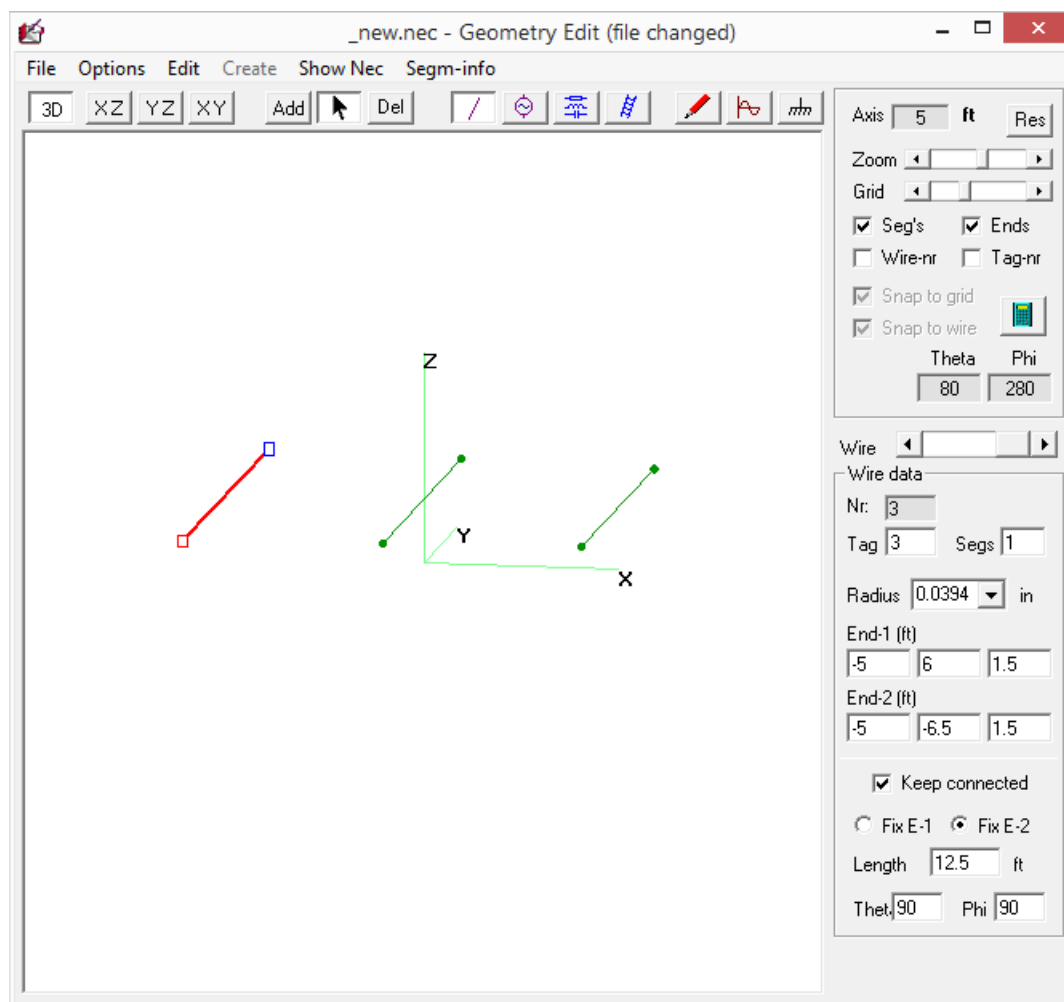 _new.nec - Geometry Edit (file changed)
File Options Edit Create Show Nec Segm-info
3D XZ YZ XY Add Del
Axis 5 ft Res
Zoom
Grid
Seg's Ends
Wire-nr Tag-nr
Snap to grid
Snap to wire
Theta Phi
80 280
Z
Y
X
Wire
Wire data
Nr: 3
Tag 3 Segs 1
Radius 0.0394 in
End-1 (ft)
-5 6 1.5
End-2 (ft)
-5 -6.5 1.5
Keep connected
Fix E-1 Fix E-2
Length 12.5 ft
Thet. 90 Phi 90